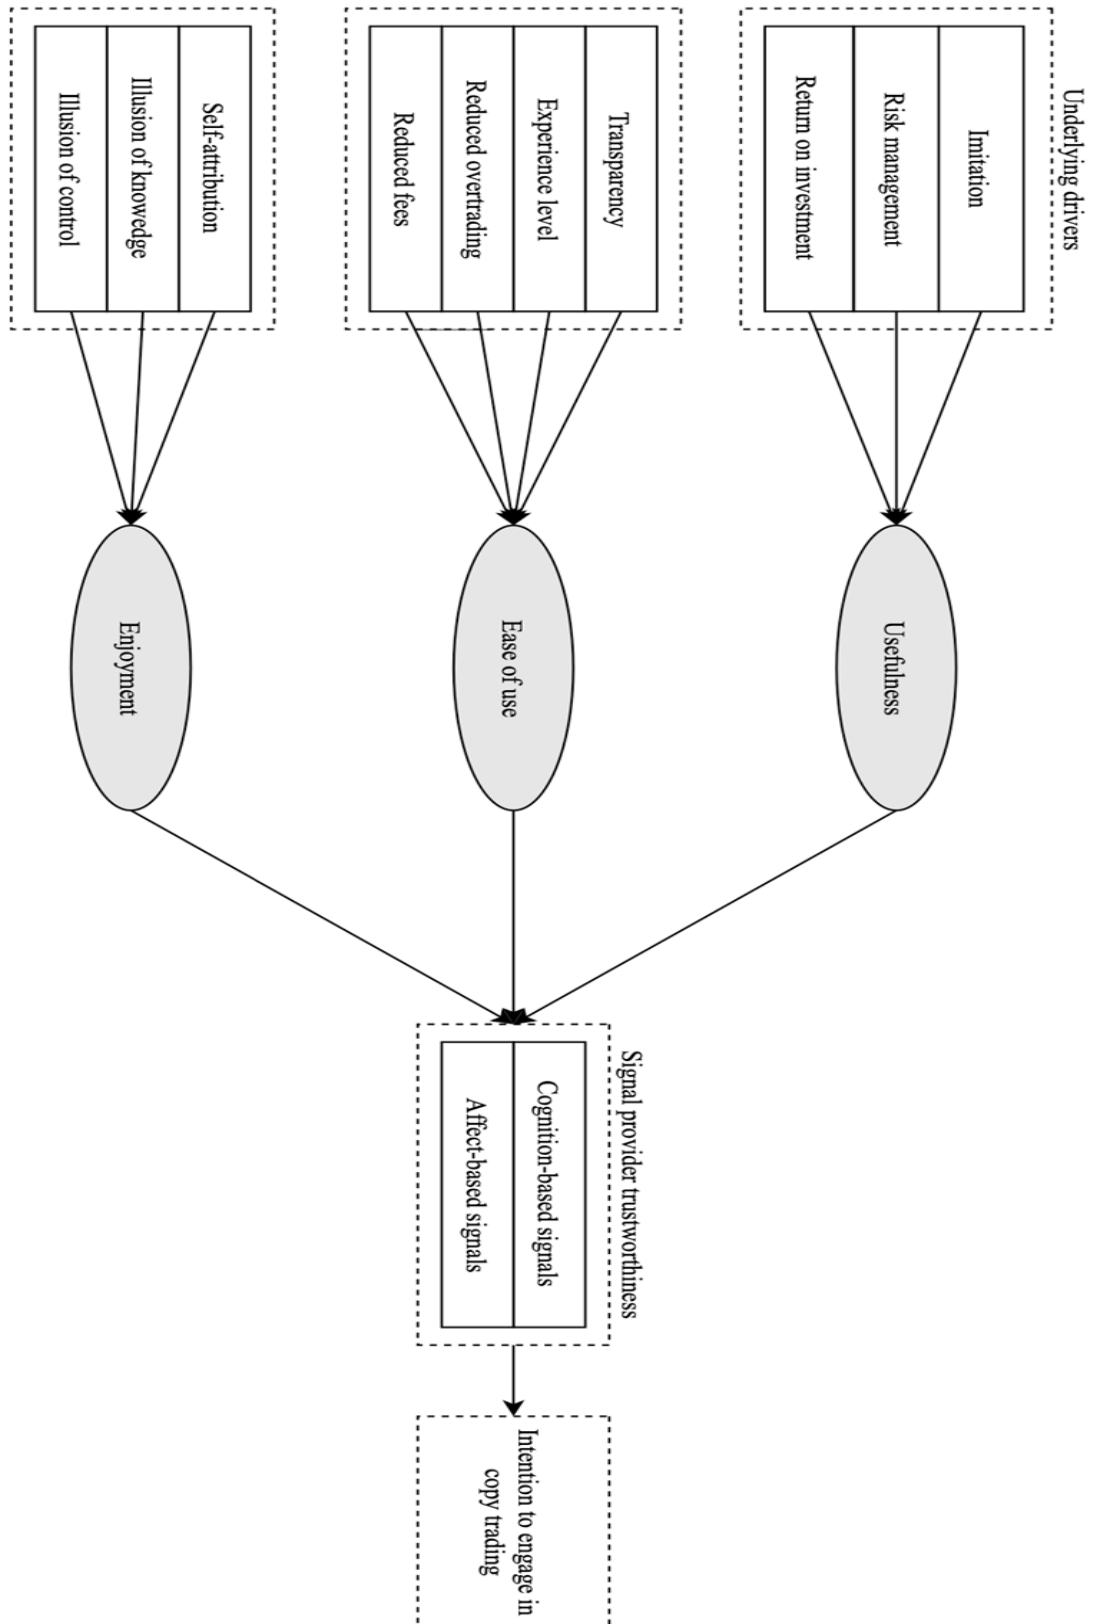 Underlying drivers
Imitation
Risk management
Return on investment
Transparency
Experience level
Reduced overtrading
Reduced fees
Self-attribution
Illusion of knowedge
Illusion of control
Usefulness
Ease of use
Enjoyment
Signal provider trustworthiness
Cognition-based signals
Affect-based signals
Intention to engage in
copy trading